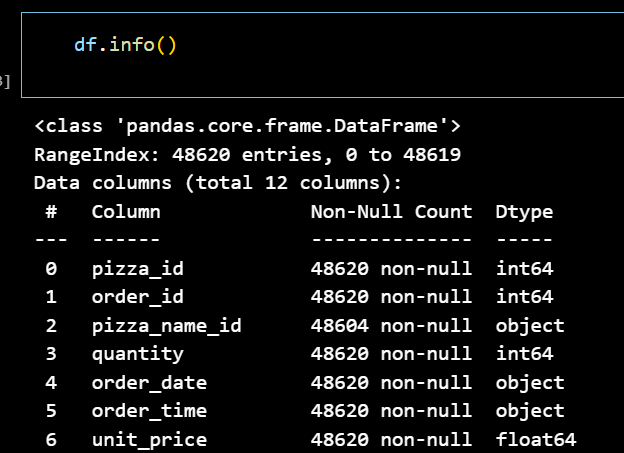 df.info()
3]
<class 'pandas.core.frame.DataFrame'>
RangeIndex: 48620 entries, 0 to 48619
Data columns (total 12 columns):
 #   Column             Non-Null Count  Dtype
---  ------             --------------  -----
 0   pizza_id           48620 non-null  int64
 1   order_id           48620 non-null  int64
 2   pizza_name_id      48604 non-null  object
 3   quantity           48620 non-null  int64
 4   order_date         48620 non-null  object
 5   order_time         48620 non-null  object
 6   unit_price         48620 non-null  float64